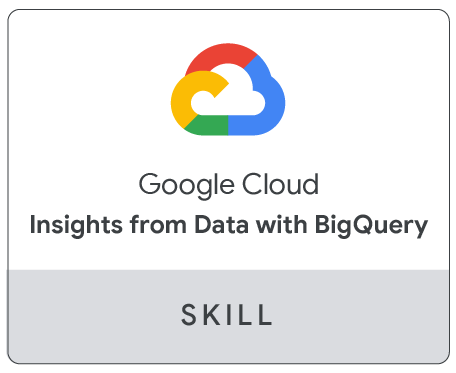 Google Cloud
Insights from Data with BigQuery
SKILL